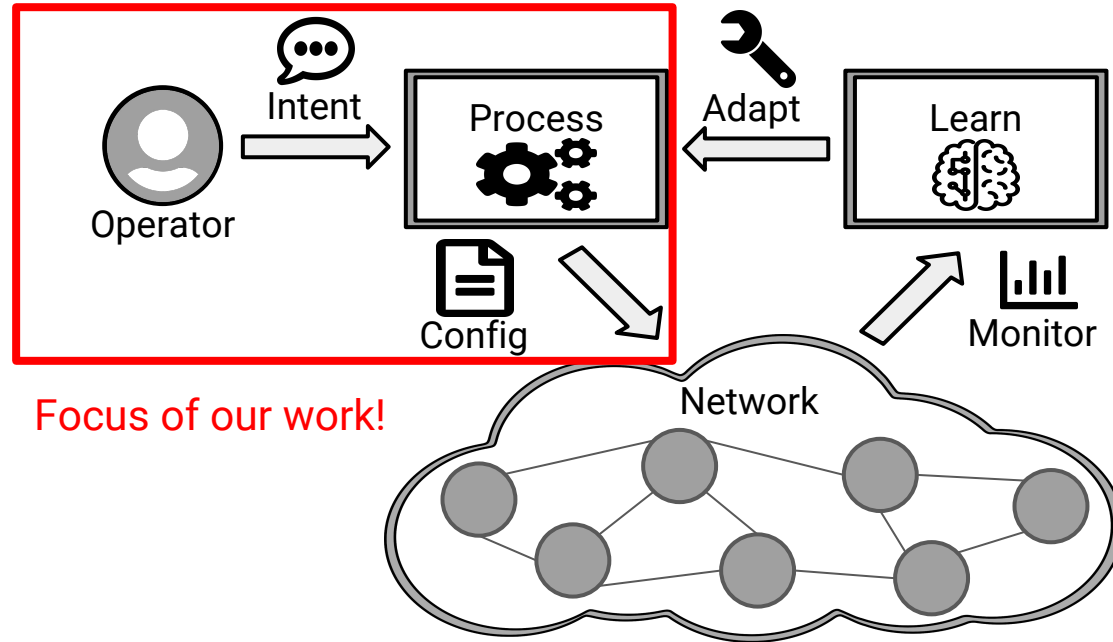 Intent
Process
Adapt
Learn
Operator
Config
Monitor
Network
Focus of our work!